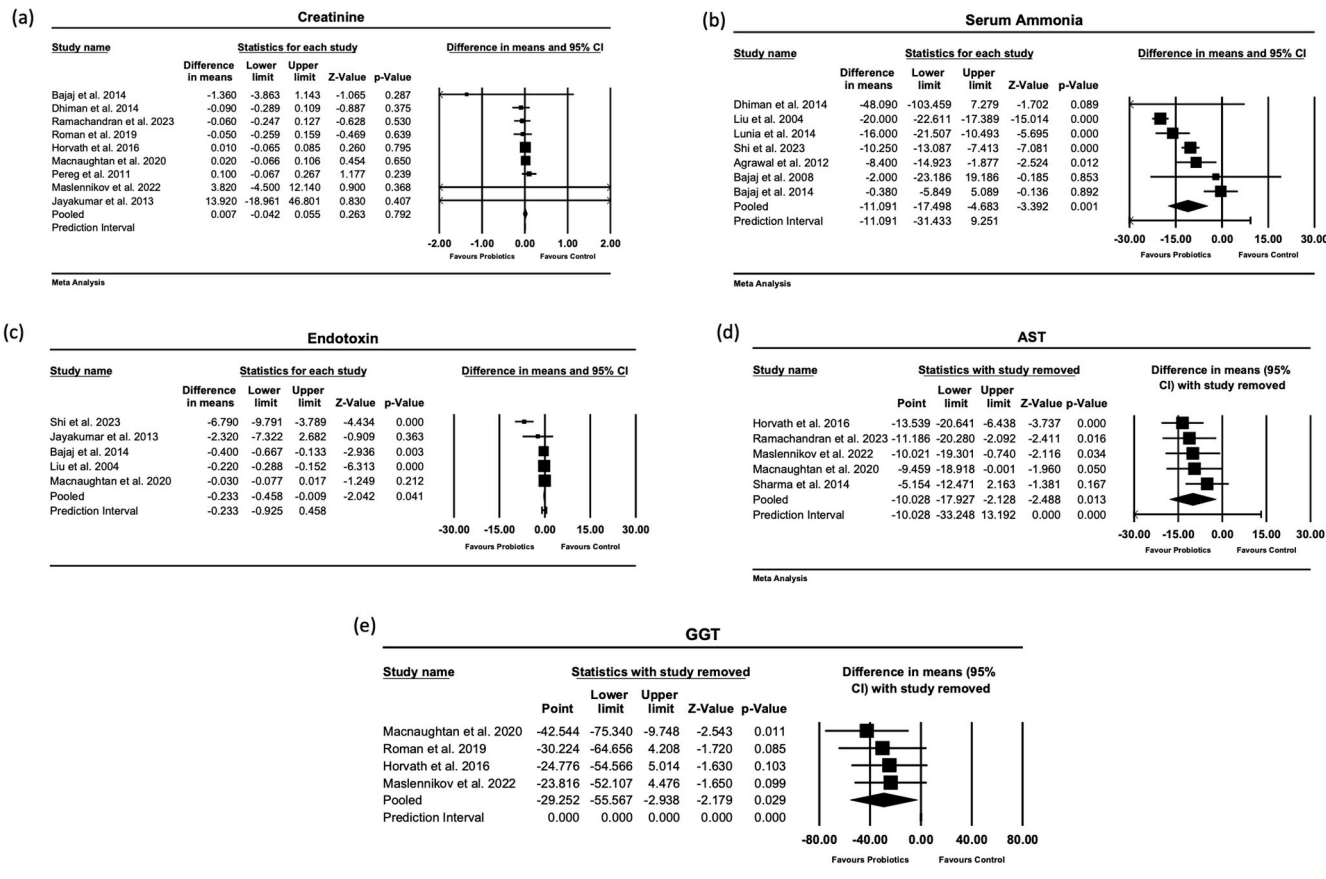 (a)
Creatinine
Study name Statistics for each study Difference in means and 95% CI
Difference Lower Upper
in means limit limit Z-Value p-Value
Bajaj et al. 2014 -1.360 -3.863 1.143 -1.065 0.287
Dhiman et al. 2014 -0.090 -0.289 0.109 -0.887 0.375
Ramachandran et al. 2023 -0.060 -0.247 0.127 -0.628 0.530
Roman et al. 2019 -0.050 -0.259 0.159 -0.469 0.639
Horvath et al. 2016 0.010 -0.065 0.085 0.260 0.795
Macnaughtan et al. 2020 0.020 -0.066 0.106 0.454 0.650
Pereg et al. 2011 0.100 -0.067 0.267 1.177 0.239
Maslennikov et al. 2022 3.820 -4.500 12.140 0.900 0.368
Jayakumar et al. 2013 13.920 -18.961 46.801 0.830 0.407
Pooled 0.007 -0.042 0.055 0.263 0.792
Prediction Interval
-2.00 -1.00 0.00 1.00 2.00
Favours Probiotics Favours Control
Meta Analysis
(b)
Serum Ammonia
Study name Statistics for each study Difference in means and 95% CI
Difference Lower Upper
in means limit limit Z-Value p-Value
Dhiman et al. 2014 -48.090 -103.459 7.279 -1.702 0.089
Liu et al. 2004 -20.000 -22.611 -17.389 -15.014 0.000
Lunia et al. 2014 -16.000 -21.507 -10.493 -5.695 0.000
Shi et al. 2023 -10.250 -13.087 -7.413 -7.081 0.000
Agrawal et al. 2012 -8.400 -14.923 -1.877 -2.524 0.012
Bajaj et al. 2008 -2.000 -23.186 19.186 -0.185 0.853
Bajaj et al. 2014 -0.380 -5.849 5.089 -0.136 0.892
Pooled -11.091 -17.498 -4.683 -3.392 0.001
Prediction Interval -11.091 -31.433 9.251
-30.00 -15.00 0.00 15.00 30.00
Favours Probiotics Favours Control
Meta Analysis
(c)
Endotoxin
Study name Statistics for each study Difference in means and 95% CI
Difference Lower Upper
in means limit limit Z-Value p-Value
Shi et al. 2023 -6.790 -9.791 -3.789 -4.434 0.000
Jayakumar et al. 2013 -2.320 -7.322 2.682 -0.909 0.363
Bajaj et al. 2014 -0.400 -0.667 -0.133 -2.936 0.003
Liu et al. 2004 -0.220 -0.288 -0.152 -6.313 0.000
Macnaughtan et al. 2020 -0.030 -0.077 0.017 -1.249 0.212
Pooled -0.233 -0.458 -0.009 -2.042 0.041
Prediction Interval -0.233 -0.925 0.458
-30.00 -15.00 0.00 15.00 30.00
Favours Probiotics Favours Control
(d)
AST
Study name Statistics with study removed Difference in means (95%
CI) with study removed
Lower Upper
Point limit limit Z-Value p-Value
Horvath et al. 2016 -13.539 -20.641 -6.438 -3.737 0.000
Ramachandran et al. 2023 -11.186 -20.280 -2.092 -2.411 0.016
Maslennikov et al. 2022 -10.021 -19.301 -0.740 -2.116 0.034
Macnaughtan et al. 2020 -9.459 -18.918 -0.001 -1.960 0.050
Sharma et al. 2014 -5.154 -12.471 2.163 -1.381 0.167
Pooled -10.028 -17.927 -2.128 -2.488 0.013
Prediction Interval -10.028 -33.248 13.192 0.000 0.000
-30.00 -15.00 0.00 15.00 30.00
Favours Probiotics Favours Control
Meta Analysis
(e)
GGT
Study name Statistics with study removed Difference in means (95%
CI) with study removed
Lower Upper
Point limit limit Z-Value p-Value
Macnaughtan et al. 2020 -42.544 -75.340 -9.748 -2.543 0.011
Roman et al. 2019 -30.224 -64.656 4.208 -1.720 0.085
Horvath et al. 2016 -24.776 -54.566 5.014 -1.630 0.103
Maslennikov et al. 2022 -23.816 -52.107 4.476 -1.650 0.099
Pooled -29.252 -55.567 -2.938 -2.179 0.029
Prediction Interval 0.000 0.000 0.000 0.000 0.000
-80.00 -40.00 0.00 40.00 80.00
Favours Probiotics Favours Control